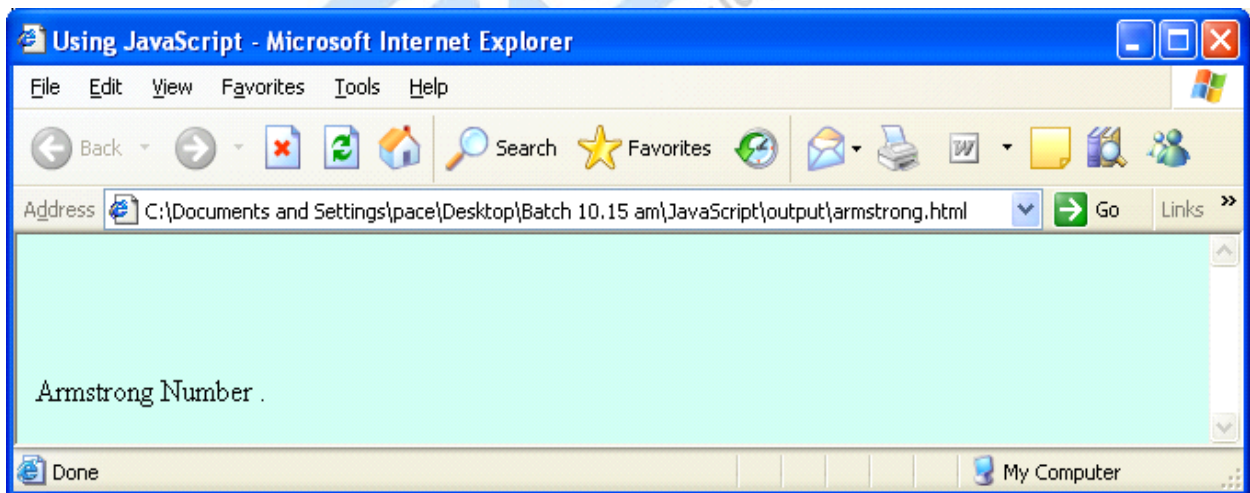 Using JavaScript - Microsoft Internet Explorer
File Edit View Favorites Tools Help
Back Search Favorites W
Address C:\Documents and Settings\pace\Desktop\Batch 10.15 am\JavaScript\output\armstrong.html Go Links »
Armstrong Number .
Done My Computer